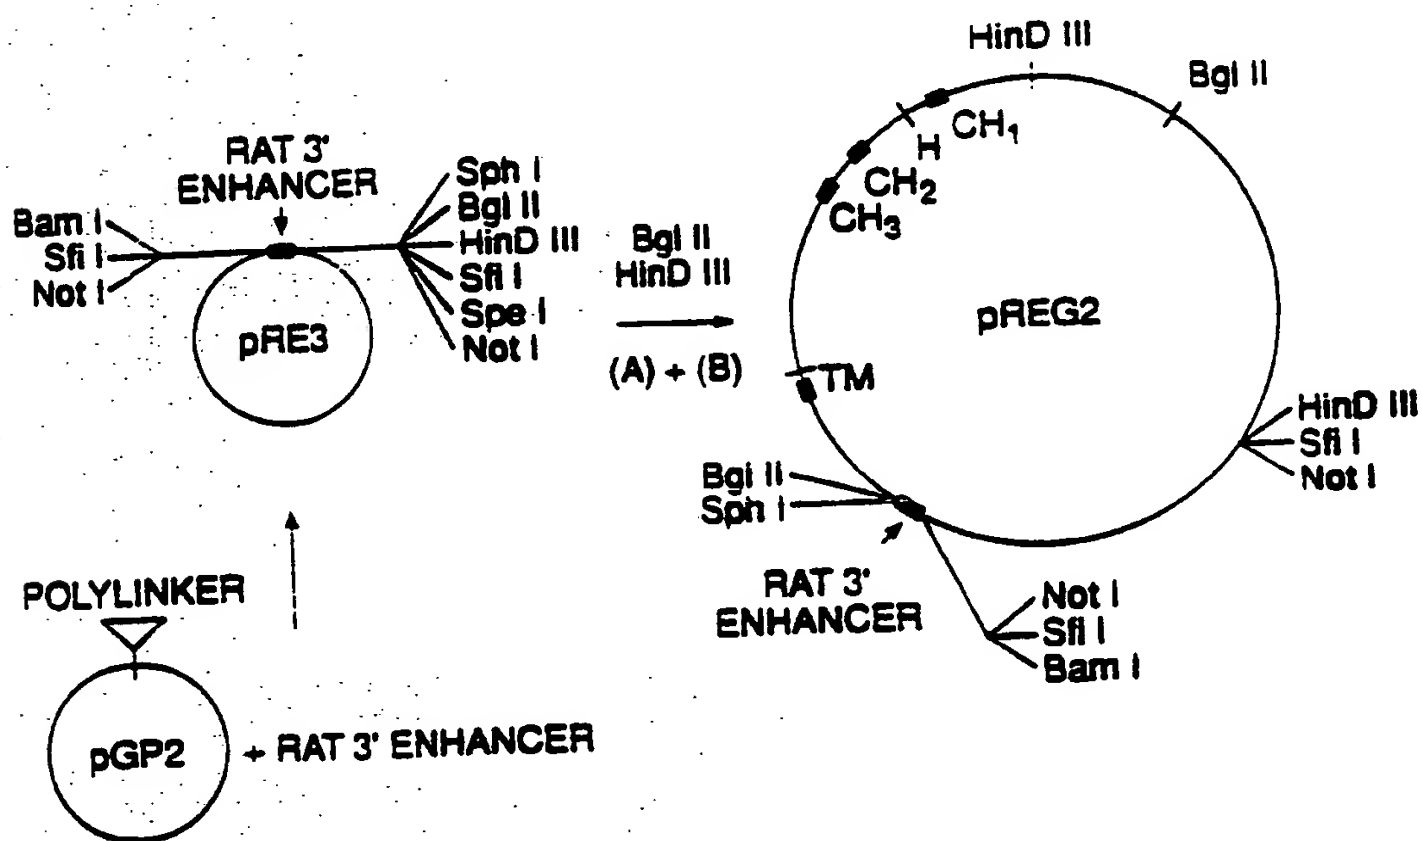 HinD III
Bgl II
CH1
H
CH2
CH3
RAT 3'
ENHANCER
Bam I
Sfi I
Not I
Sph I
Bgl II
HinD III
Sfi I
Spe I
Not I
pRE3
Bgl II
HinD III
(A) + (B)
pREG2
TM
HinD III
Sfi I
Not I
Bgl II
Sph I
RAT 3'
ENHANCER
Not I
Sfi I
Bam I
POLYLINKER
pGP2
+ RAT 3' ENHANCER